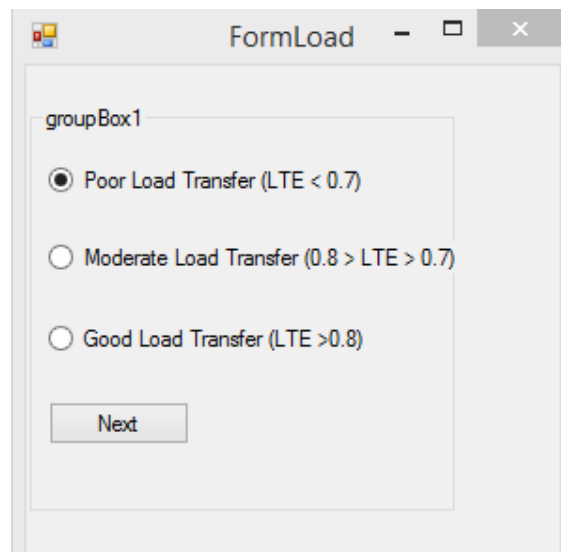 FormLoad
groupBox1
Poor Load Transfer (LTE < 0.7)
Moderate Load Transfer (0.8 > LTE > 0.7)
Good Load Transfer (LTE >0.8)
Next